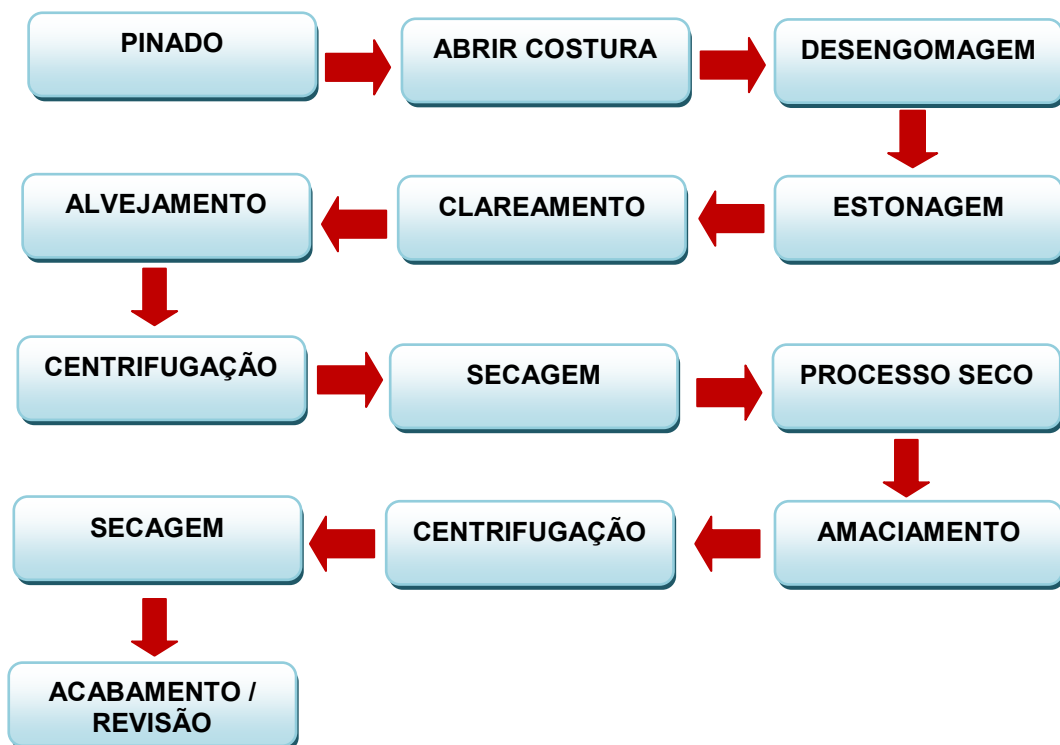 PINADO
ABRIR COSTURA
DESENGOMAGEM
ESTONAGEM
CLAREAMENTO
ALVEJAMENTO
CENTRIFUGAÇÃO
SECAGEM
PROCESSO SECO
AMACIAMENTO
CENTRIFUGAÇÃO
SECAGEM
ACABAMENTO /
REVISÃO